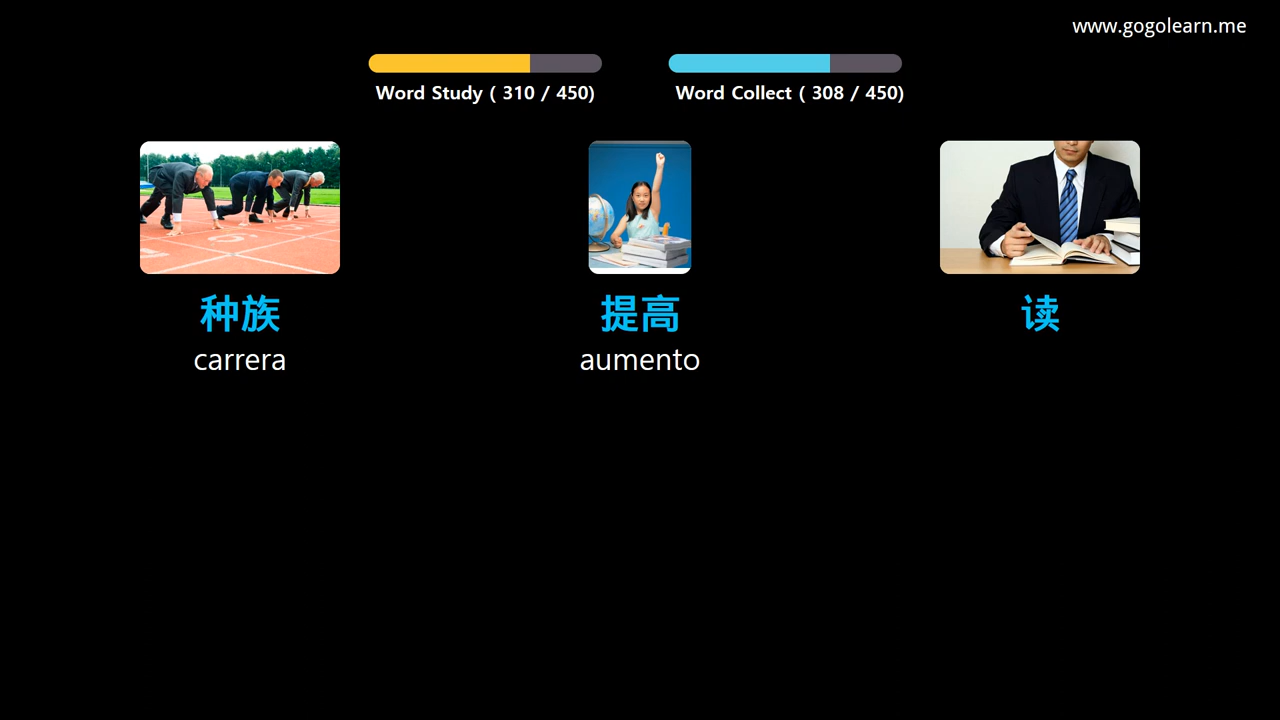 www.gogolearn.me
Word Study ( 310 / 450)
Word Collect ( 308 / 450)
种族
提高
读
carrera
aumento